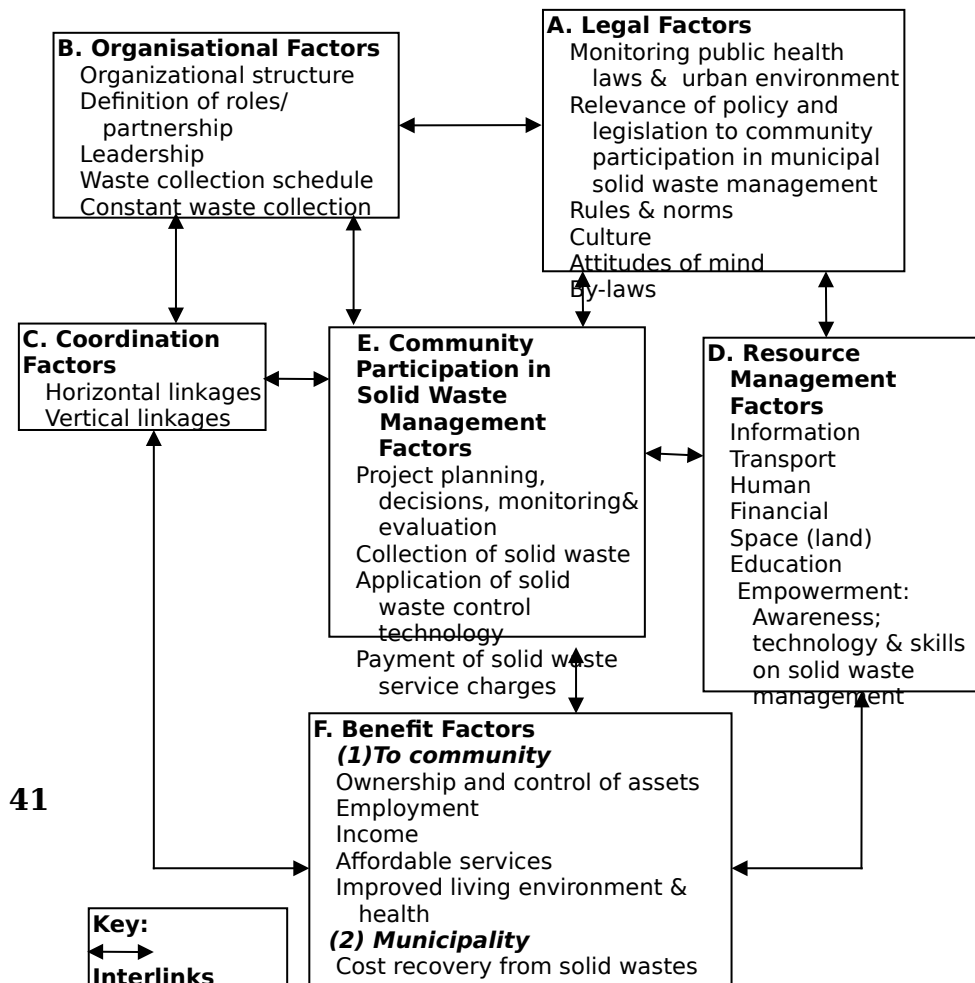 A. Legal Factors
Monitoring public health
laws & urban environment
Relevance of policy and
legislation to community
participation in municipal
solid waste management
Rules & norms
Culture
Attitudes of mind
By-laws
B. Organisational Factors
Organizational structure
Definition of roles/
partnership
Leadership
Waste collection schedule
Constant waste collection
C. Coordination
Factors
Horizontal linkages
Vertical linkages
E. Community
Participation in
Solid Waste
Management
Factors
Project planning,
decisions, monitoring&
evaluation
Collection of solid waste
Application of solid
waste control
technology
Payment of solid waste
service charges
D. Resource
Management
Factors
Information
Transport
Human
Financial
Space (land)
Education
Empowerment:
Awareness;
technology & skills
on solid waste
management
F. Benefit Factors
(1)To community
Ownership and control of assets
Employment
Income
Affordable services
Improved living environment &
health
(2) Municipality
Cost recovery from solid wastes
41
Key:
Interlinks